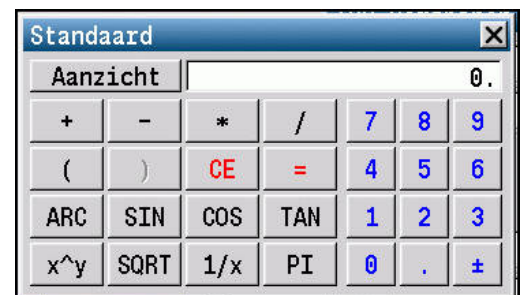 Standaard
Aanzicht 0.
+ - * / 7 8 9
( ) CE = 4 5 6
ARC SIN COS TAN 1 2 3
x^y SQRT 1/x PI 0 . ±